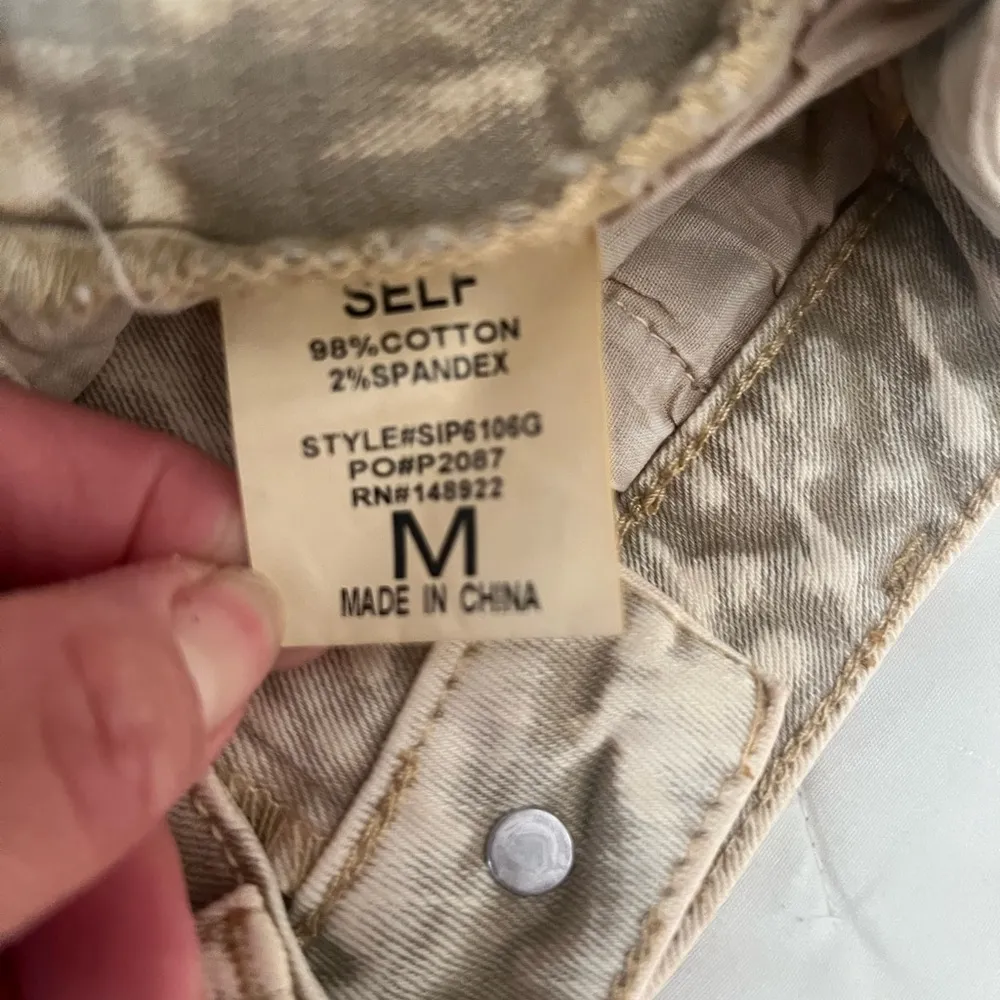 SELF
98%COTTON
2%SPANDEX
STYLE#SIP6106G
PO#P2087
RN#148922
M
MADE IN CHINA